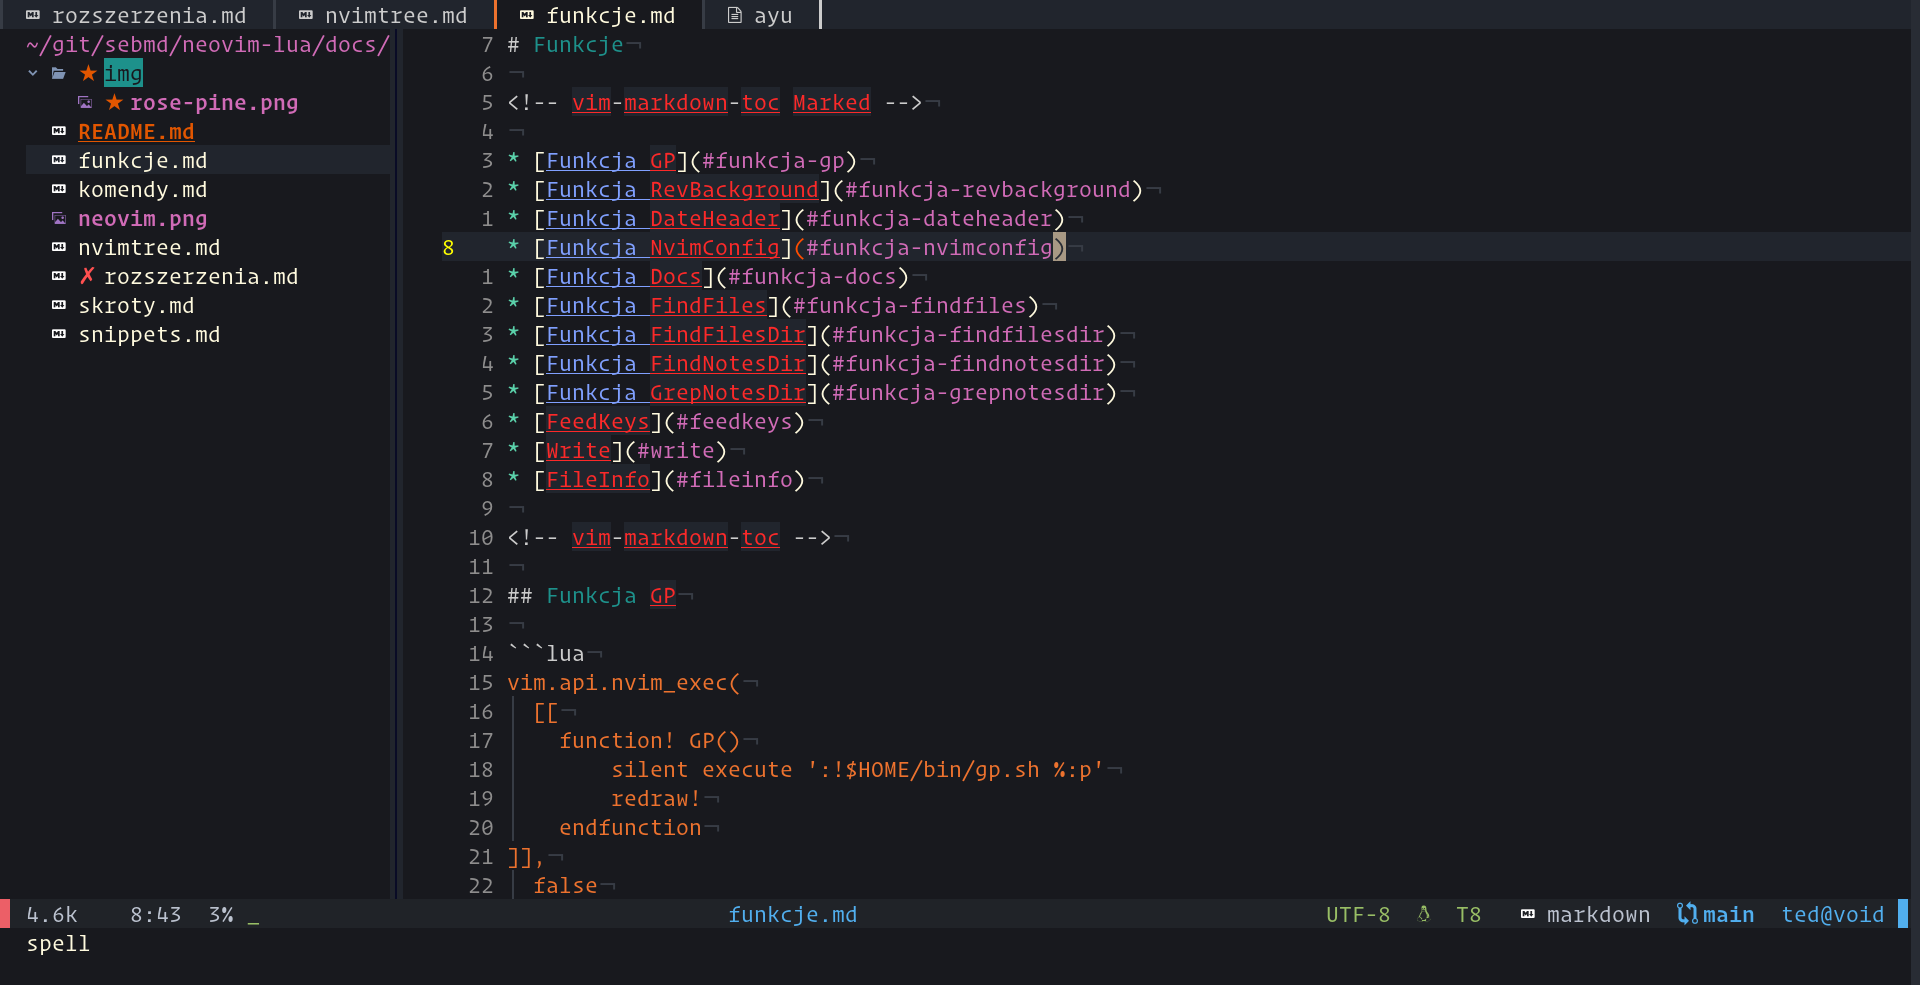 rozszerzenia.md nvimtree.md funkcje.md ayu
~/git/sebmd/neovim-lua/docs/
img
rose-pine.png
README.md
funkcje.md
komendy.md
neovim.png
nvimtree.md
✗ rozszerzenia.md
skroty.md
snippets.md
7 # Funkcje¬
6 ¬
5 <!-- vim-markdown-toc Marked -->¬
4 ¬
3 * [Funkcja GP](#funkcja-gp)¬
2 * [Funkcja RevBackground](#funkcja-revbackground)¬
1 * [Funkcja DateHeader](#funkcja-dateheader)¬
8 * [Funkcja NvimConfig](#funkcja-nvimconfig)¬
1 * [Funkcja Docs](#funkcja-docs)¬
2 * [Funkcja FindFiles](#funkcja-findfiles)¬
3 * [Funkcja FindFilesDir](#funkcja-findfilesdir)¬
4 * [Funkcja FindNotesDir](#funkcja-findnotesdir)¬
5 * [Funkcja GrepNotesDir](#funkcja-grepnotesdir)¬
6 * [FeedKeys](#feedkeys)¬
7 * [Write](#write)¬
8 * [FileInfo](#fileinfo)¬
9 ¬
10 <!-- vim-markdown-toc -->¬
11 ¬
12 ## Funkcja GP¬
13 ¬
14 ```lua¬
15 vim.api.nvim_exec(¬
16 [[¬
17 function! GP()¬
18 silent execute ':!$HOME/bin/gp.sh %:p'¬
19 redraw!¬
20 endfunction¬
21 ]],¬
22 false¬
4.6k 8:43 3% _ funkcje.md UTF-8 T8 markdown main ted@void
spell